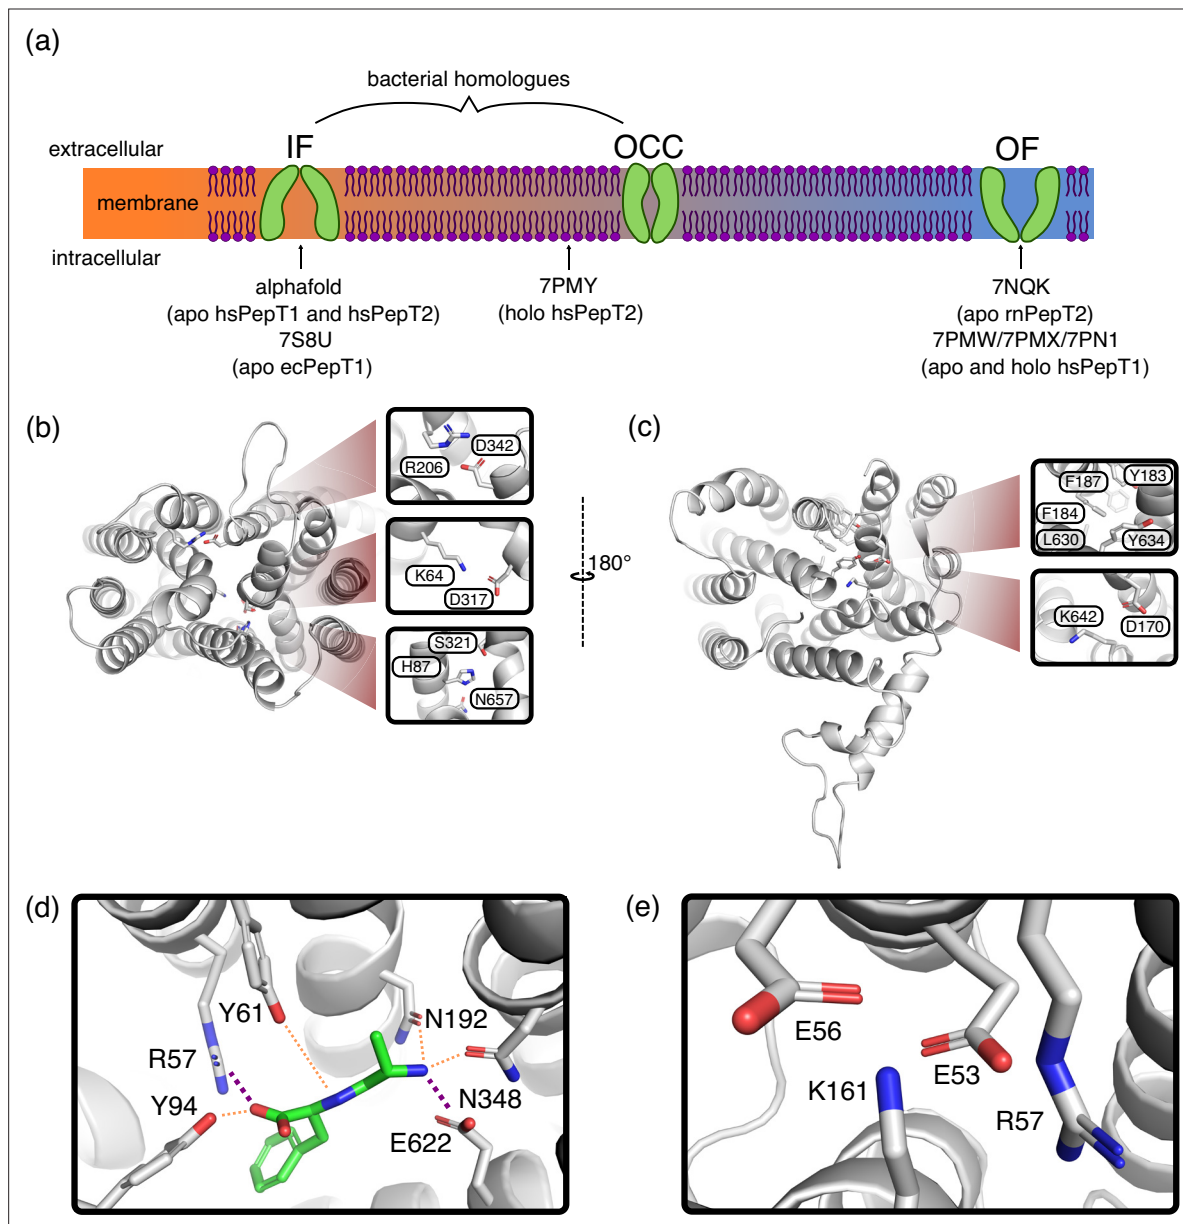 (a)
bacterial homologues
IF
OCC
OF
extracellular
membrane
intracellular
alphafold
(apo hsPepT1 and hsPepT2)
7S8U
(apo ecPepT1)
7PMY
(holo hsPepT2)
7NQK
(apo rnPepT2)
7PMW/7PMX/7PN1
(apo and holo hsPepT1)
(b)
D342
R206
K64
D317
S321
H87
N657
180°
(c)
Y183
F187
F184
L630
Y634
K642
D170
(d)
Y61
N192
R57
Y94
N348
E622
(e)
E56
E53
K161
R57